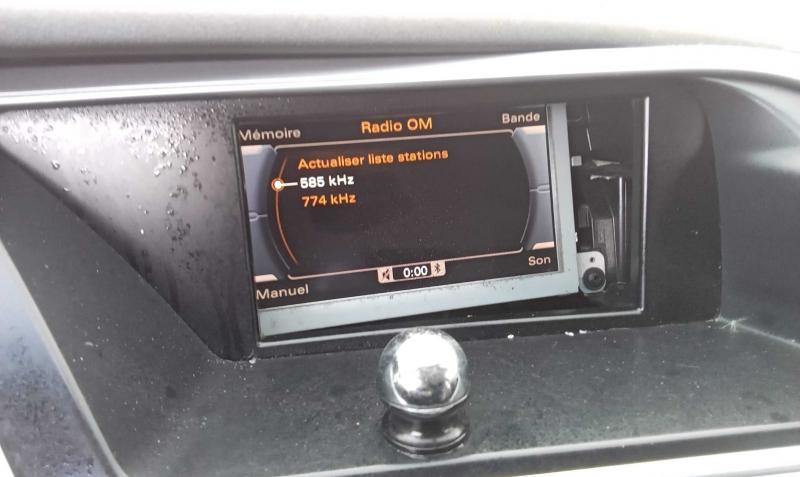 Mémoire
Radio OM
Bande
Actualiser liste stations
585 kHz
774 kHz
0:00
Son
Manuel